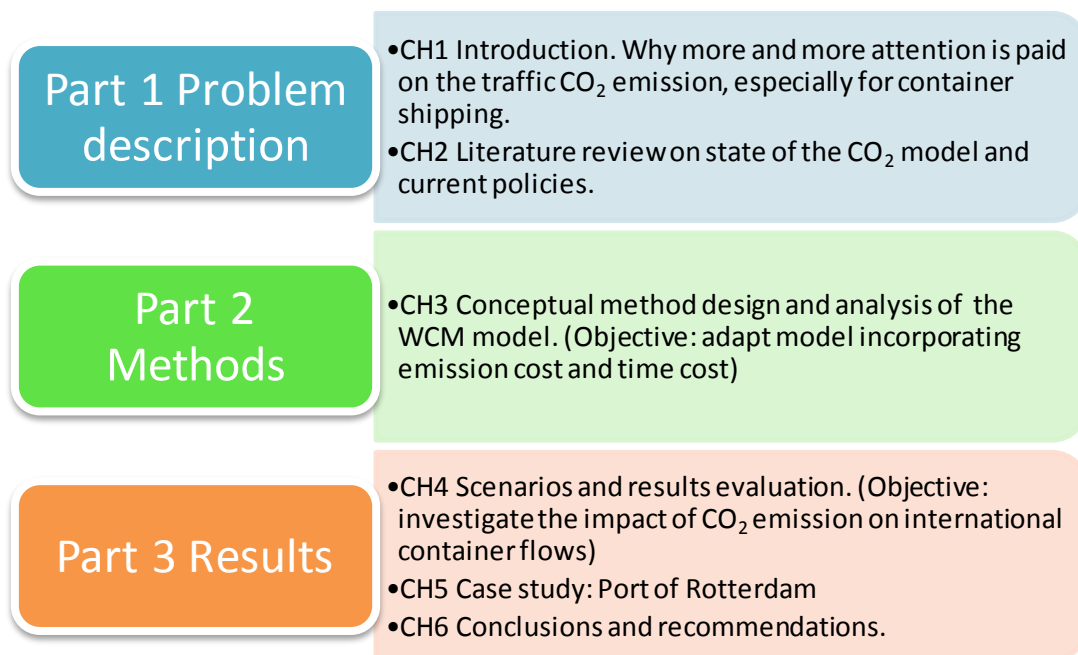 Part 1 Problem
description
•CH1 Introduction. Why more and more attention is paid
on the traffic CO₂ emission, especially for container
shipping.
•CH2 Literature review on state of the CO₂ model and
current policies.
Part 2
Methods
•CH3 Conceptual method design and analysis of the
WCM model. (Objective: adapt model incorporating
emission cost and time cost)
Part 3 Results
•CH4 Scenarios and results evaluation. (Objective:
investigate the impact of CO₂ emission on international
container flows)
•CH5 Case study: Port of Rotterdam
•CH6 Conclusions and recommendations.